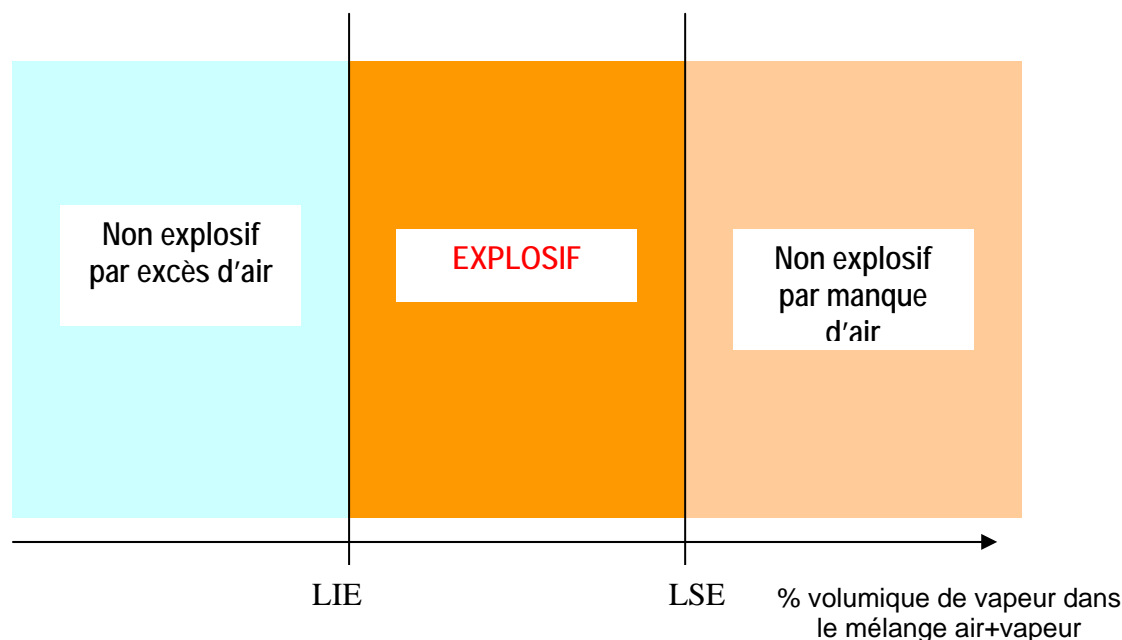 Non explosif
par excès d'air
EXPLOSIF
Non explosif
par manque
d'air
LIE
LSE
% volumique de vapeur dans
le mélange air+vapeur